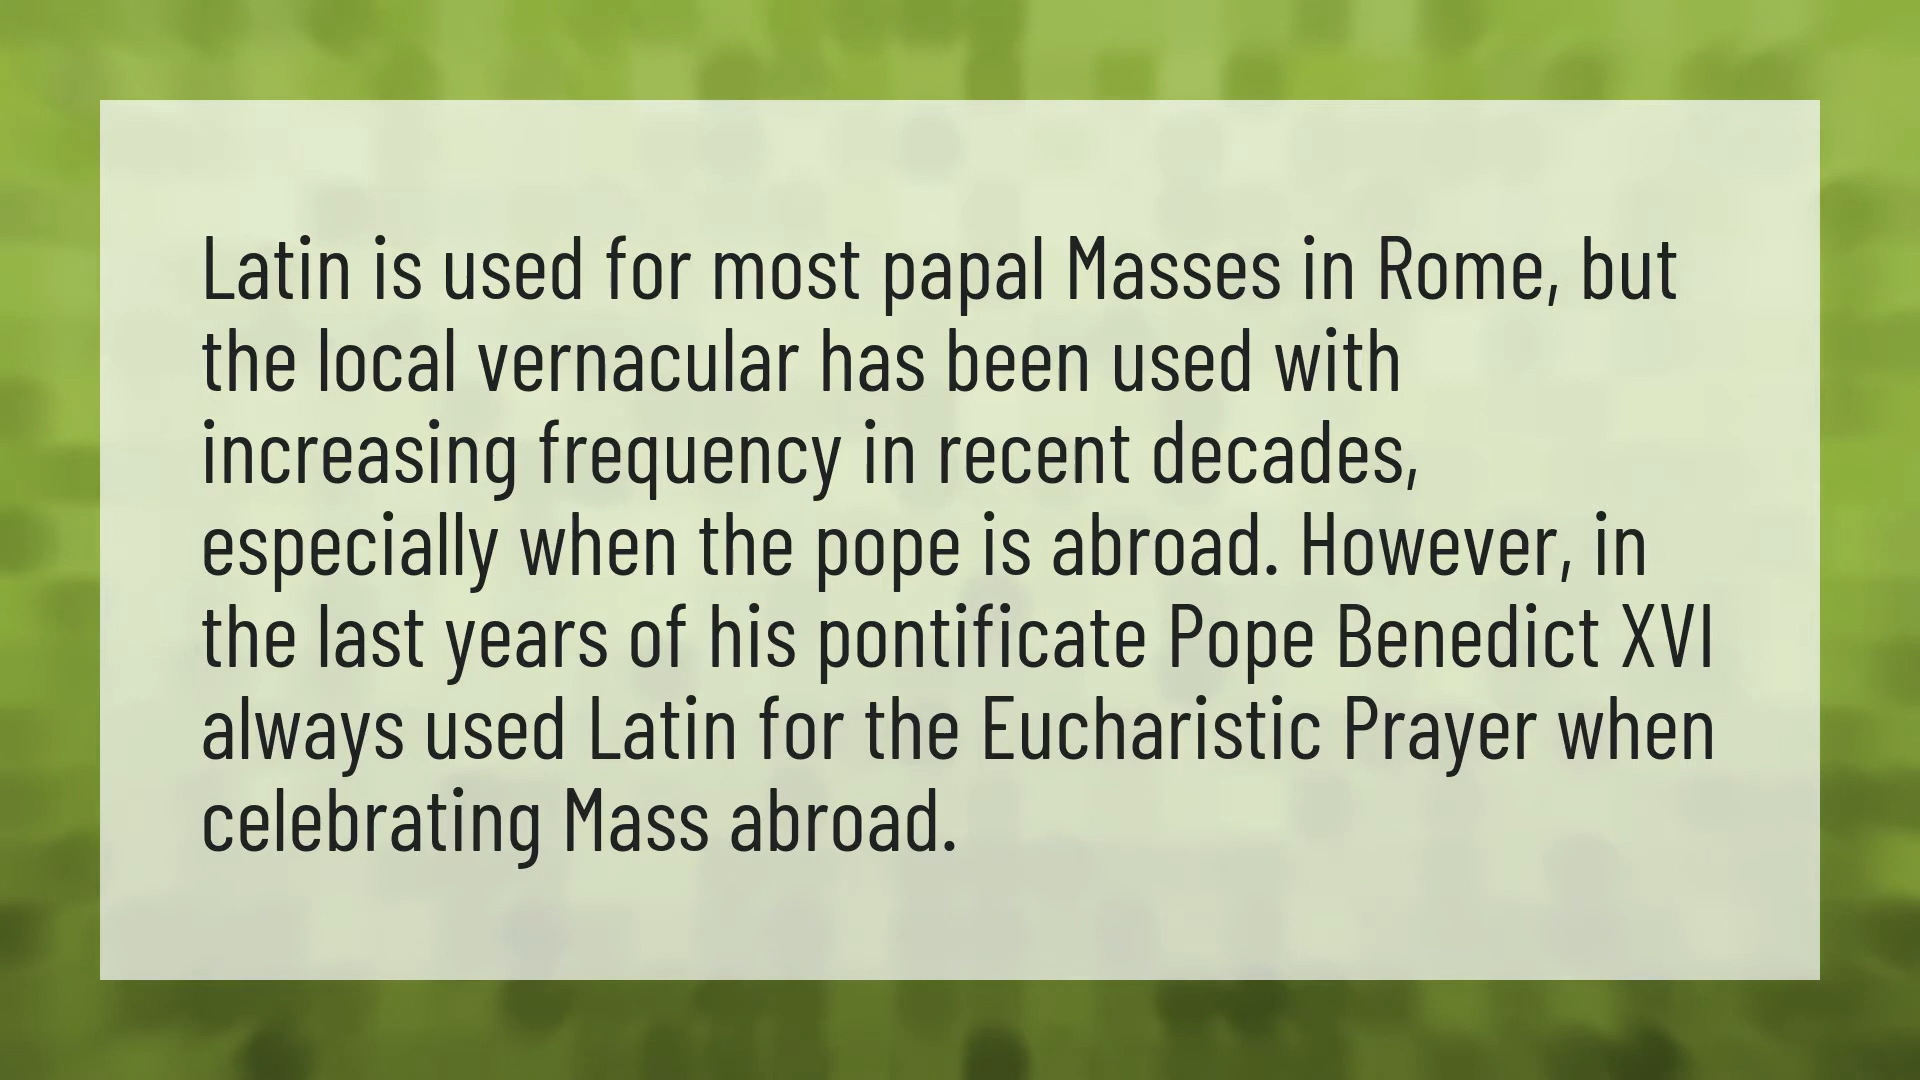 Latin is used for most papal Masses in Rome, but
the local vernacular has been used with
increasing frequency in recent decades,
especially when the pope is abroad. However, in
the last years of his pontificate Pope Benedict XVI
always used Latin for the Eucharistic Prayer when
celebrating Mass abroad.